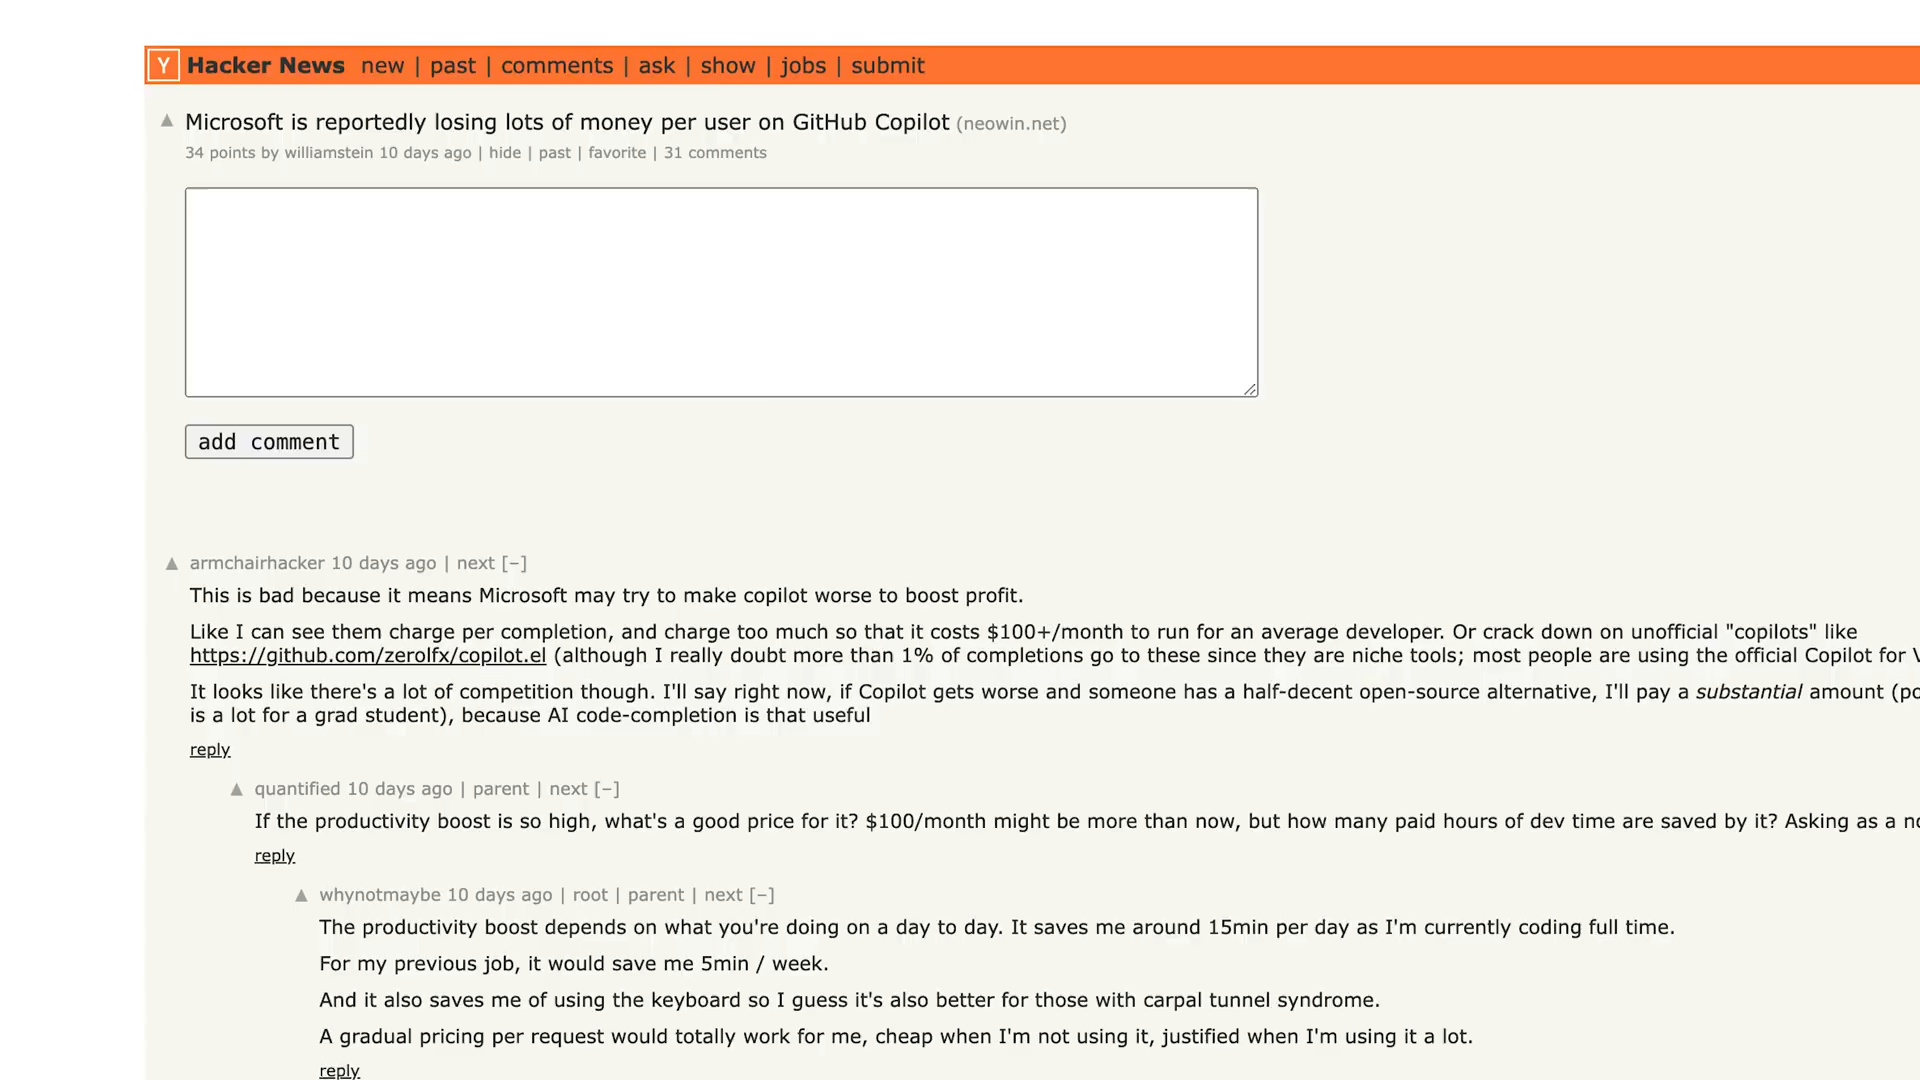 Y Hacker News new | past | comments | ask | show | jobs | submit
▲ Microsoft is reportedly losing lots of money per user on GitHub Copilot (neowin.net)
34 points by williamstein 10 days ago | hide | past | favorite | 31 comments
add comment
▲ armchairhacker 10 days ago | next [–]
This is bad because it means Microsoft may try to make copilot worse to boost profit.
Like I can see them charge per completion, and charge too much so that it costs $100+/month to run for an average developer. Or crack down on unofficial "copilots" like
https://github.com/zerolfx/copilot.el (although I really doubt more than 1% of completions go to these since they are niche tools; most people are using the official Copilot for
It looks like there's a lot of competition though. I'll say right now, if Copilot gets worse and someone has a half-decent open-source alternative, I'll pay a substantial amount
is a lot for a grad student), because AI code-completion is that useful
reply
▲ quantified 10 days ago | parent | next [–]
If the productivity boost is so high, what's a good price for it? $100/month might be more than now, but how many paid hours of dev time are saved by it? Asking as a
reply
▲ whynotmaybe 10 days ago | root | parent | next [–]
The productivity boost depends on what you're doing on a day to day. It saves me around 15min per day as I'm currently coding full time.
For my previous job, it would save me 5min / week.
And it also saves me of using the keyboard so I guess it's also better for those with carpal tunnel syndrome.
A gradual pricing per request would totally work for me, cheap when I'm not using it, justified when I'm using it a lot.
reply